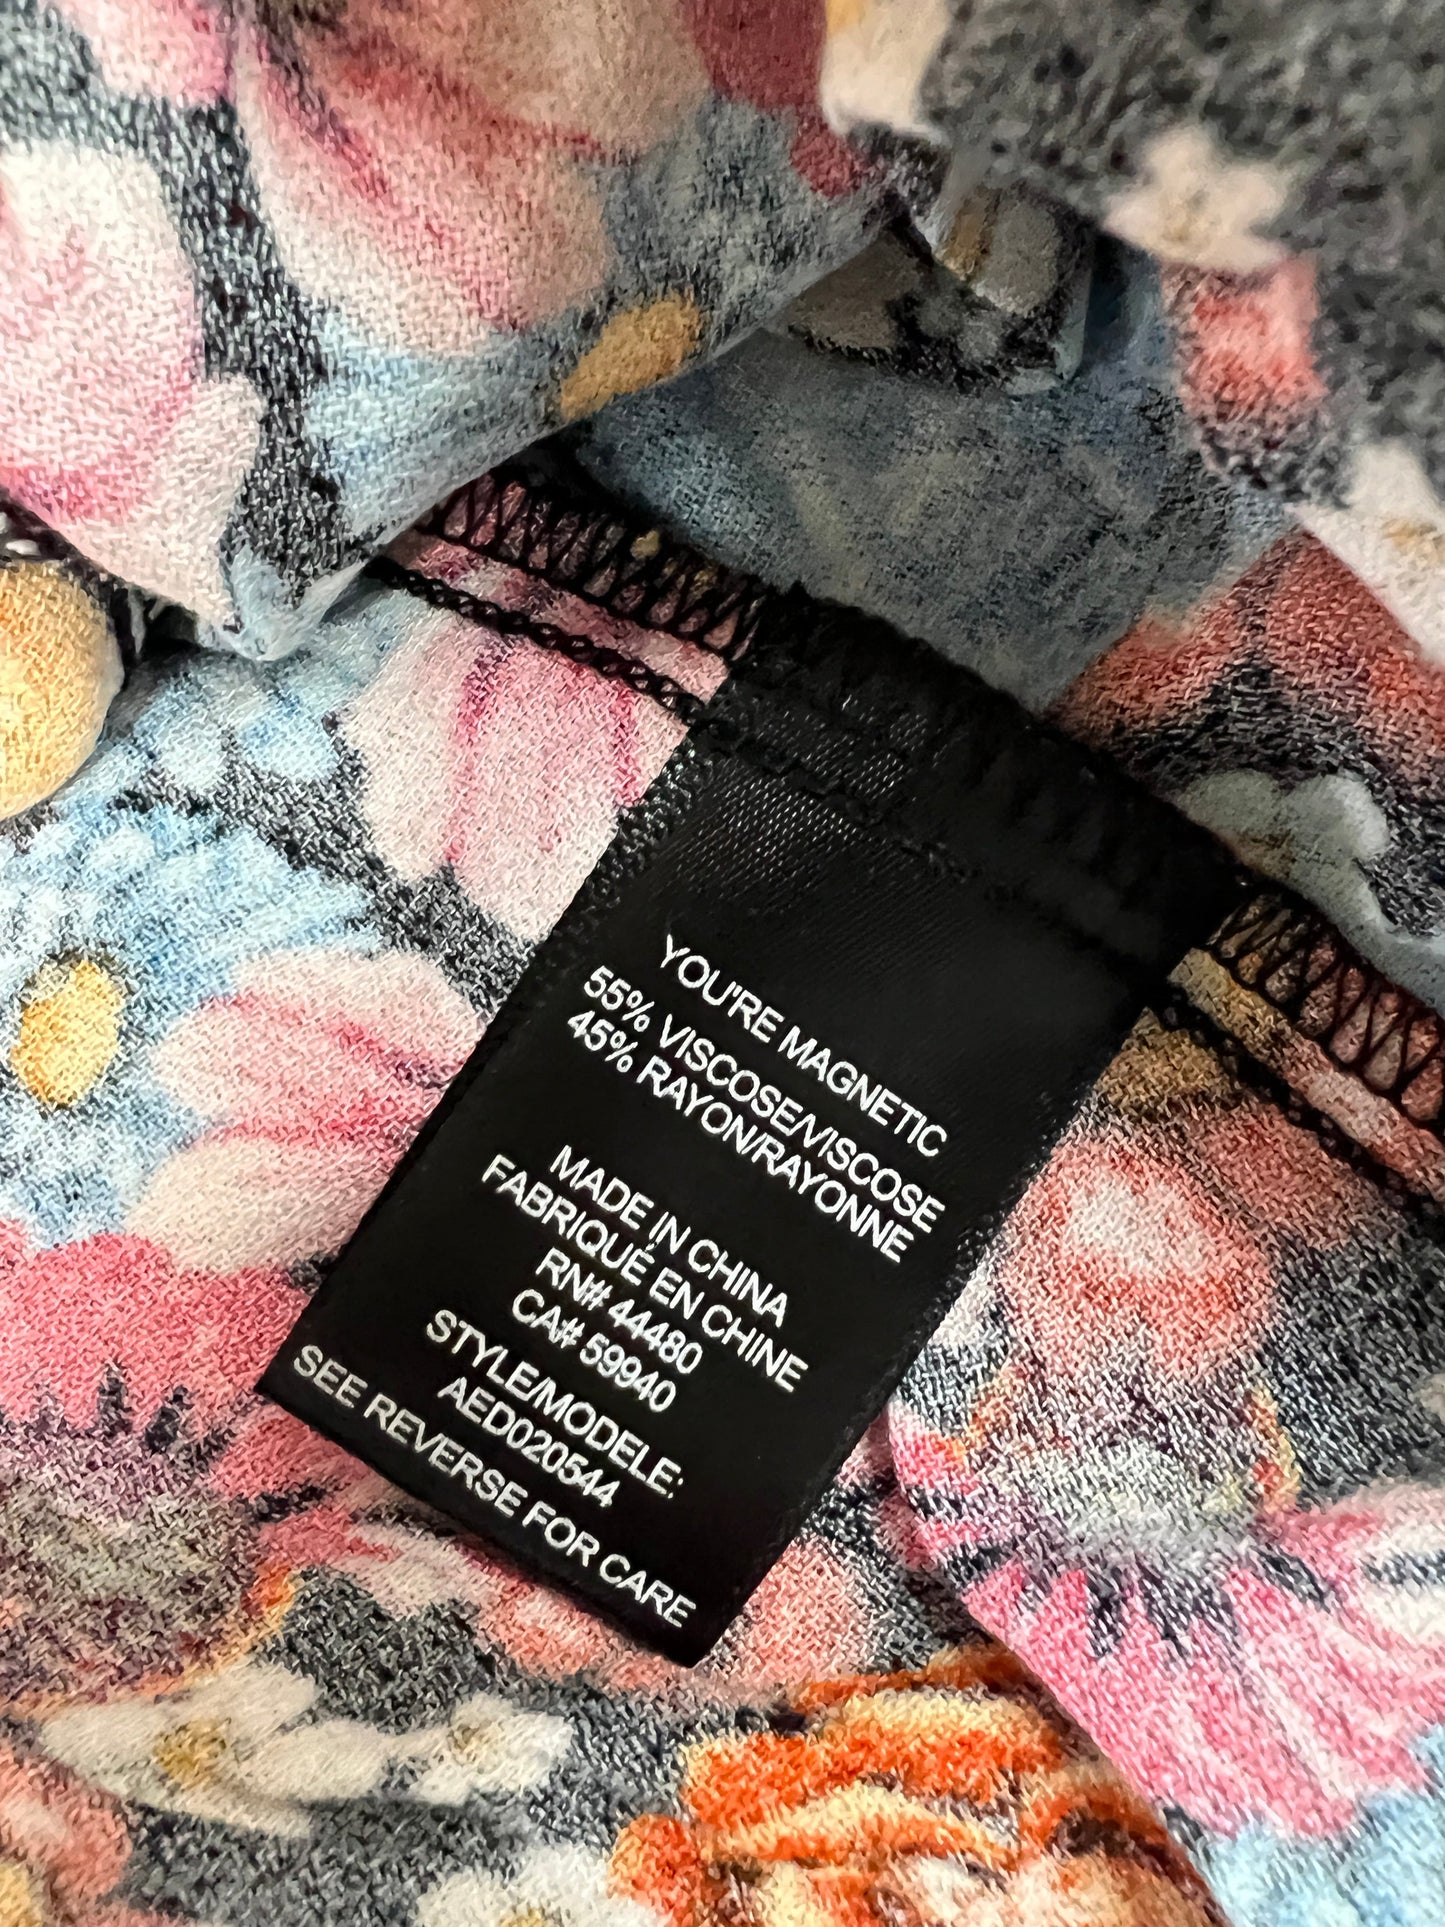 YOU'RE MAGNETIC
55% VISCOSE/VISCOSE
45% RAYON/RAYONNE
MADE IN CHINA
FABRIQUÉ EN CHINE
RN# 44480
CA# 59940
STYLE/MODELE:
AED020544
SEE REVERSE FOR CARE